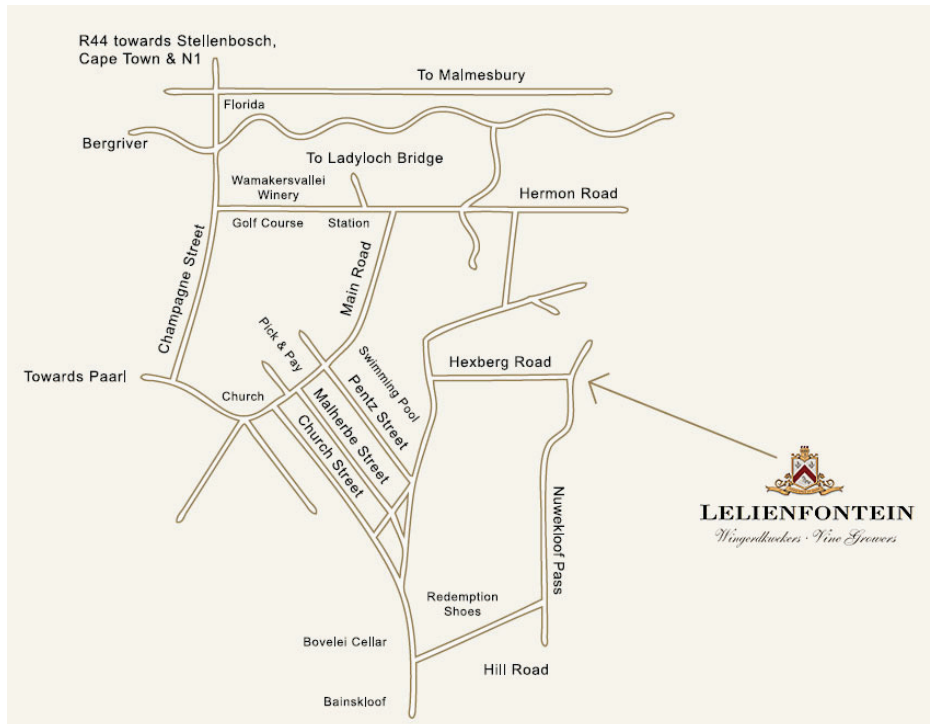 R44 towards Stellenbosch,
Cape Town & N1
To Malmesbury
Florida
Bergriver
To Ladyloch Bridge
Wamakersvallei
Winery
Hermon Road
Golf Course
Station
Champagne Street
Main Road
Pick & Pay
Swimming Pool
Hexberg Road
Towards Paarl
Church
Pentz Street
Malherbe Street
Church Street
LELIENFONTEIN
Wingerdkwekers · Vine Growers
Nuwekloof Pass
Redemption
Shoes
Bovelei Cellar
Hill Road
Bainskloof